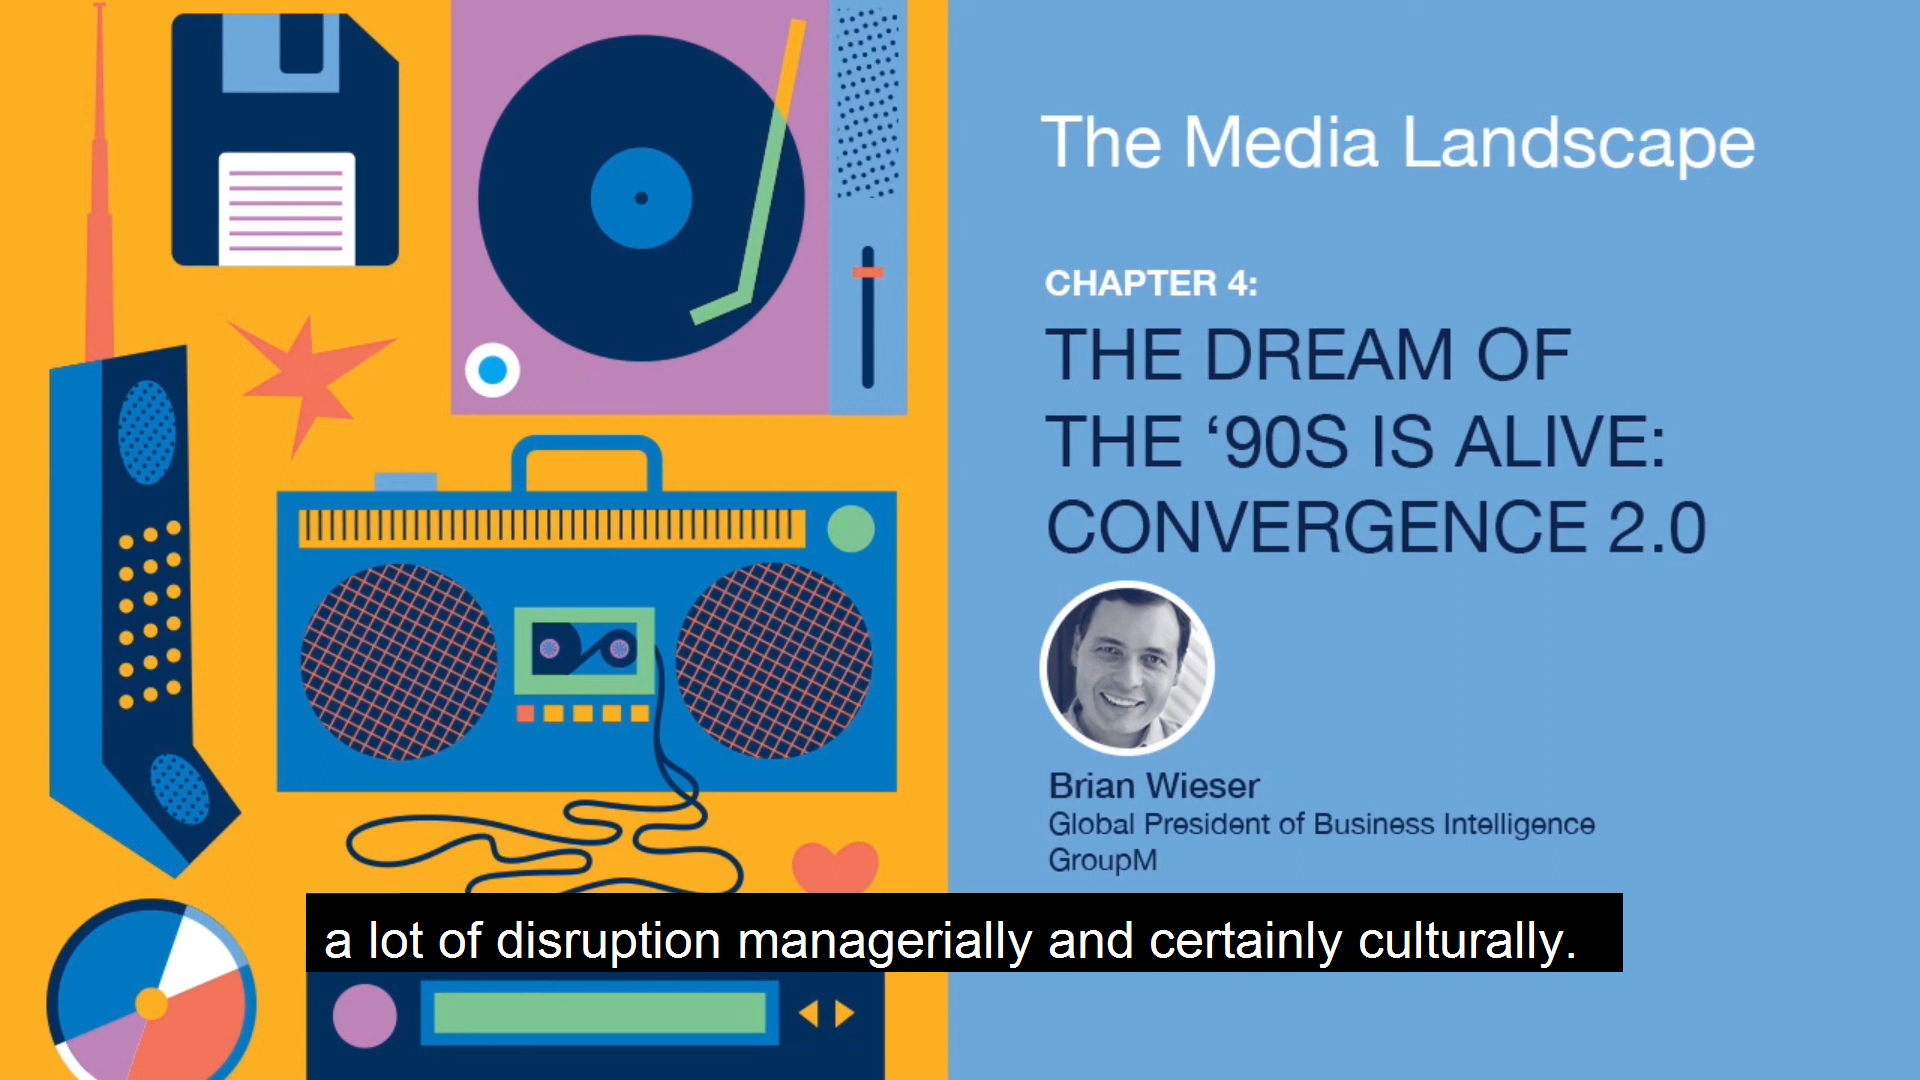 The Media Landscape
CHAPTER 4:
THE DREAM OF
THE ‘90S IS ALIVE:
CONVERGENCE 2.0
Brian Wieser
Global President of Business Intelligence
GroupM
a lot of disruption managerially and certainly culturally.